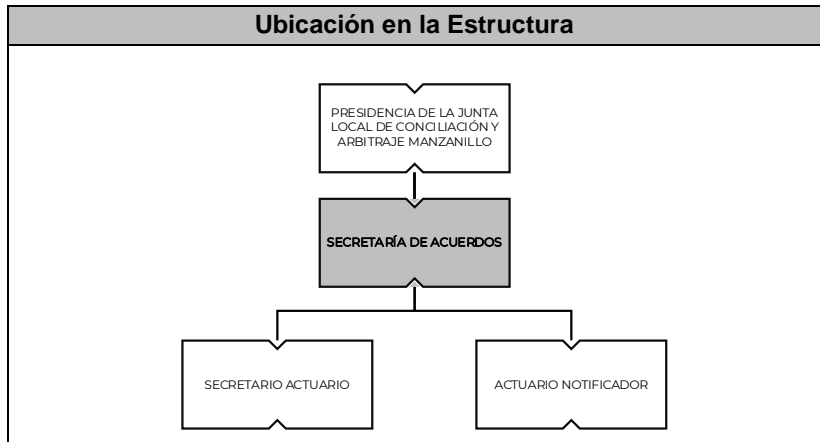 Ubicación en la Estructura
PRESIDENCIA DE LA JUNTA
LOCAL DE CONCILIACIÓN Y
ARBITRAJE MANZANILLO
SECRETARÍA DE ACUERDOS
SECRETARIO ACTUARIO
ACTUARIO NOTIFICADOR